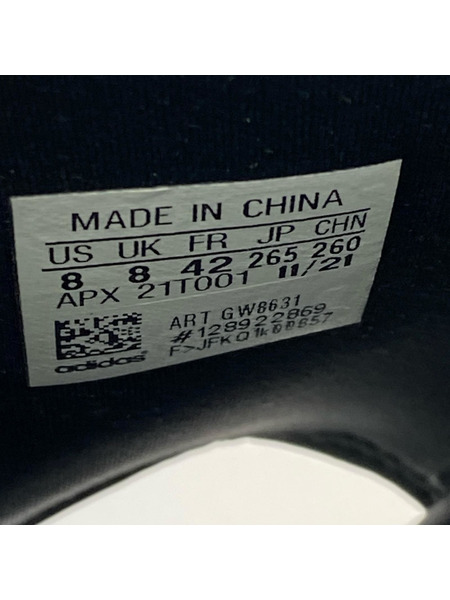 MADE IN CHINA
US UK FR JP CHN
8 8 42 265 260
APX 21T001 11/21
ART GW8631
#128922869
adidas